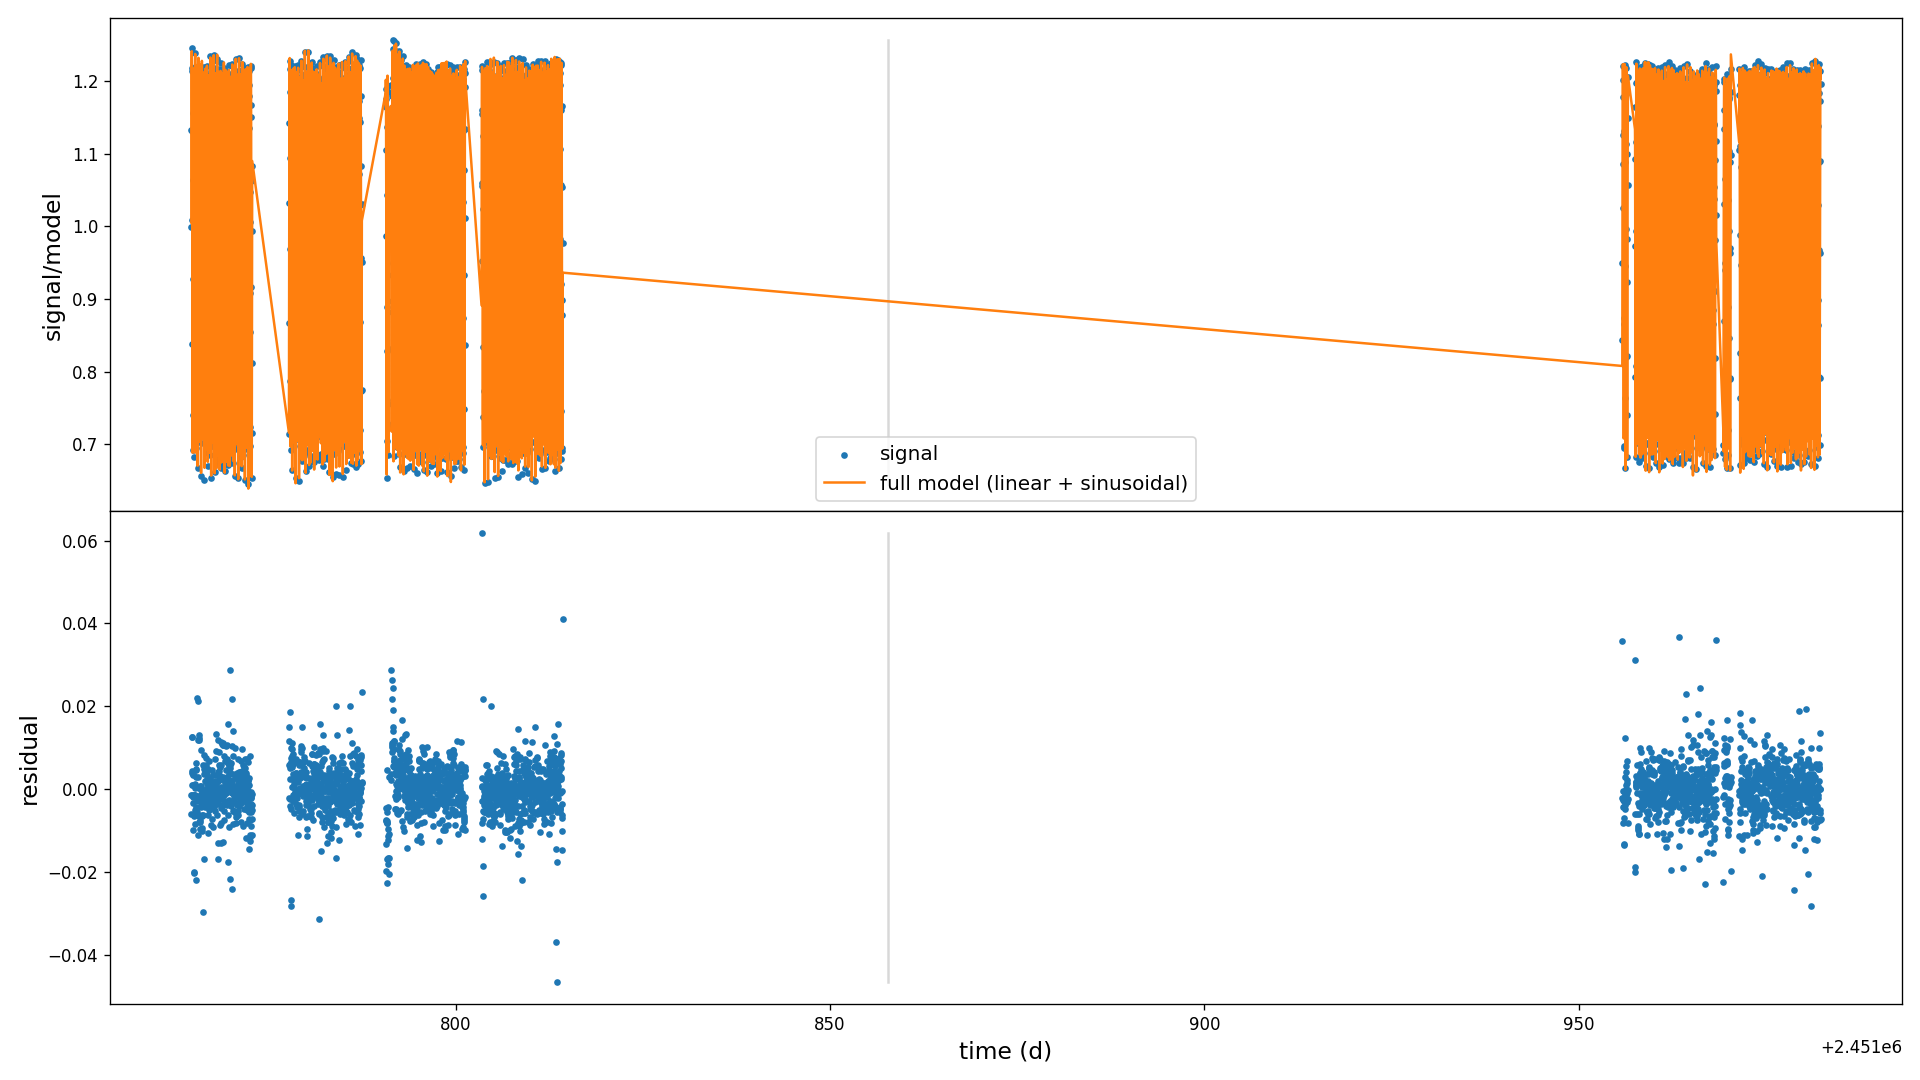 1.2
1.1
1.0
0.9
0.8
0.7
signal/model
signal
full model (linear + sinusoidal)
0.06
0.04
0.02
0.00
−0.02
−0.04
residual
800
850
900
950
time (d)
+2.451e6